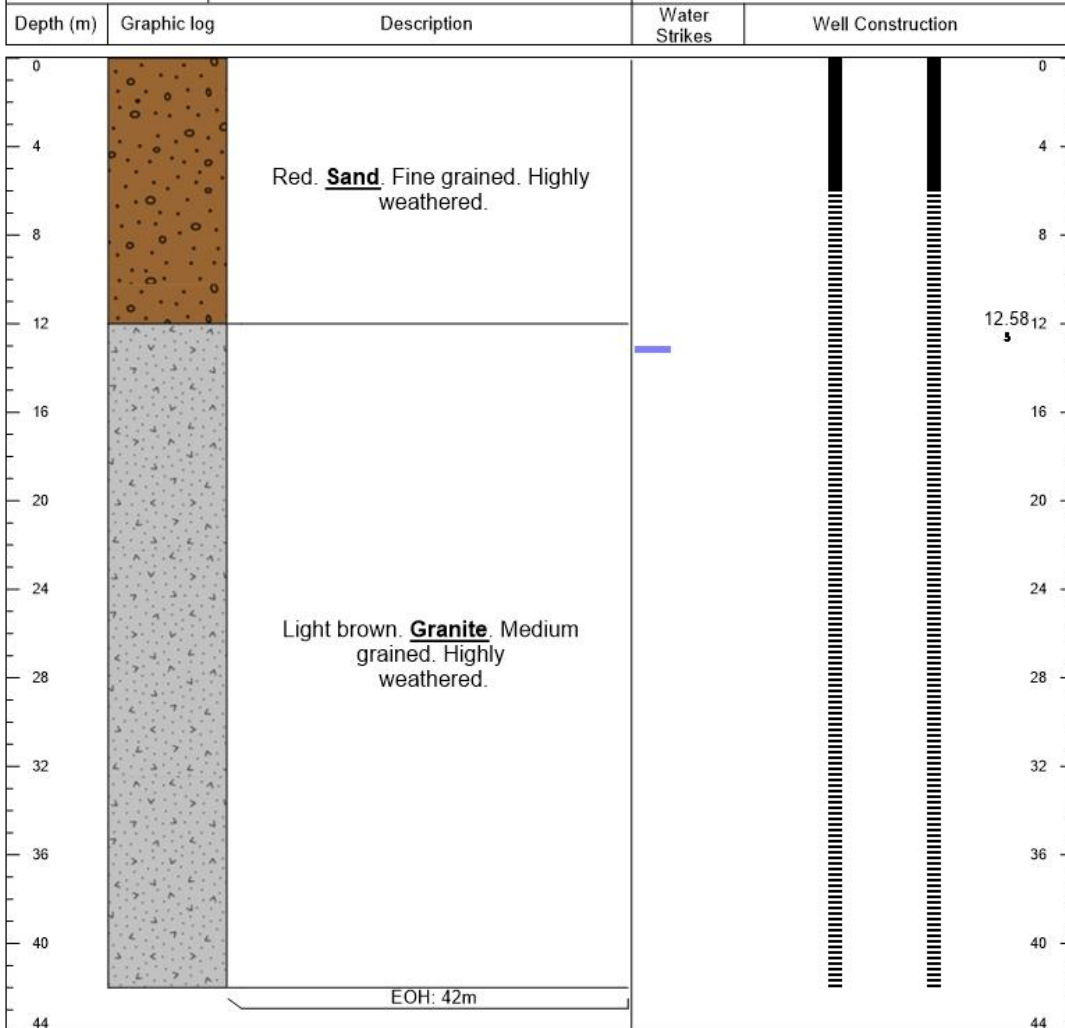 Depth (m) Graphic log Description Water Strikes Well Construction
0 0
4 4
Red. Sand. Fine grained. Highly
weathered.
8 8
12 12.58 12
5
16 16
20 20
24 24
Light brown. Granite. Medium
grained. Highly
weathered.
28 28
32 32
36 36
40 40
EOH: 42m
44 44